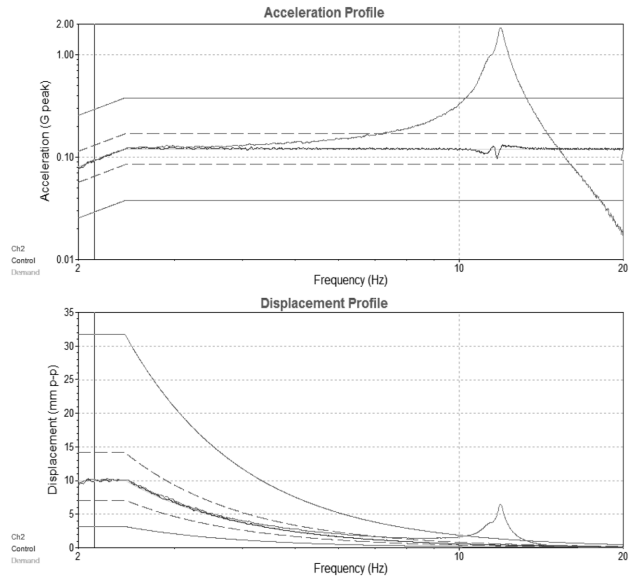 Acceleration Profile
2.00
1.00
0.10
0.01
Acceleration (G peak)
2
10
20
Frequency (Hz)
Ch2
Control
Demand
Displacement Profile
35
30
25
20
15
10
5
0
Displacement (mm p-p)
2
10
20
Frequency (Hz)
Ch2
Control
Demand